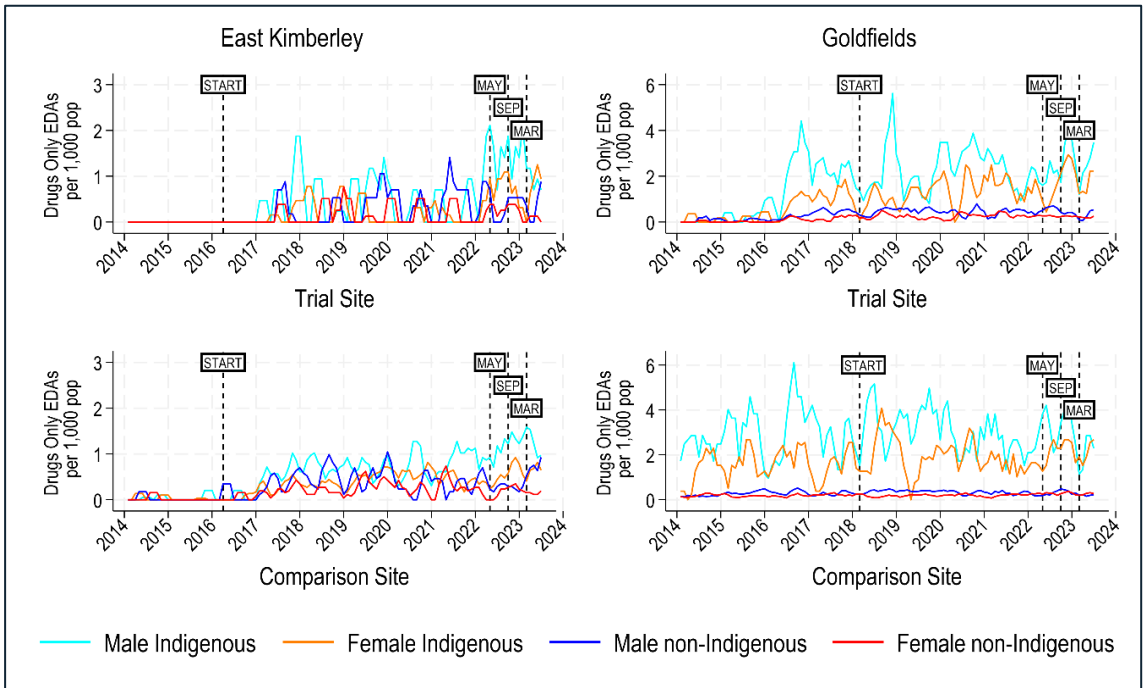 East Kimberley
Goldfields
Drugs Only EDAs
per 1,000 pop
3
2
1
0
START
MAY
SEP
MAR
2014 2015 2016 2017 2018 2019 2020 2021 2022 2023 2024
Trial Site
Drugs Only EDAs
per 1,000 pop
6
4
2
0
START
MAY
SEP
MAR
2014 2015 2016 2017 2018 2019 2020 2021 2022 2023 2024
Trial Site
Drugs Only EDAs
per 1,000 pop
3
2
1
0
START
MAY
SEP
MAR
2014 2015 2016 2017 2018 2019 2020 2021 2022 2023 2024
Comparison Site
Drugs Only EDAs
per 1,000 pop
6
4
2
0
START
MAY
SEP
MAR
2014 2015 2016 2017 2018 2019 2020 2021 2022 2023 2024
Comparison Site
Male Indigenous
Female Indigenous
Male non-Indigenous
Female non-Indigenous